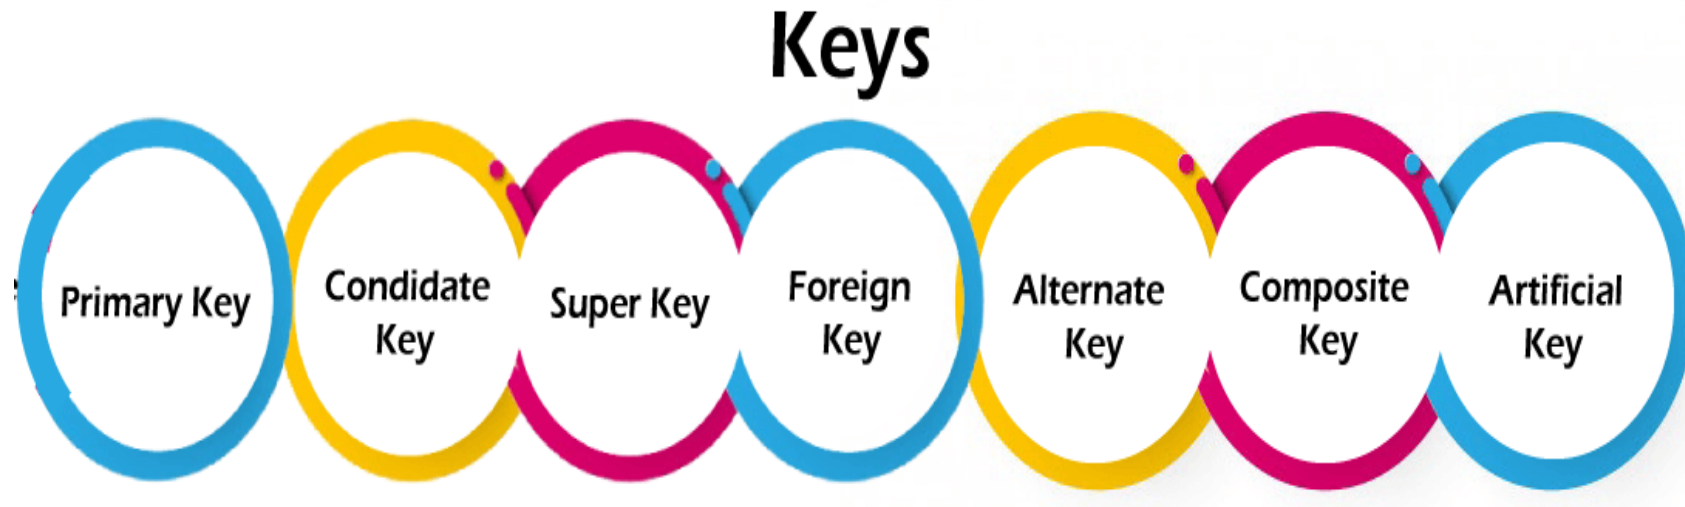 Keys
Primary Key
Condidate
Key
Super Key
Foreign
Key
Alternate
Key
Composite
Key
Artificial
Key